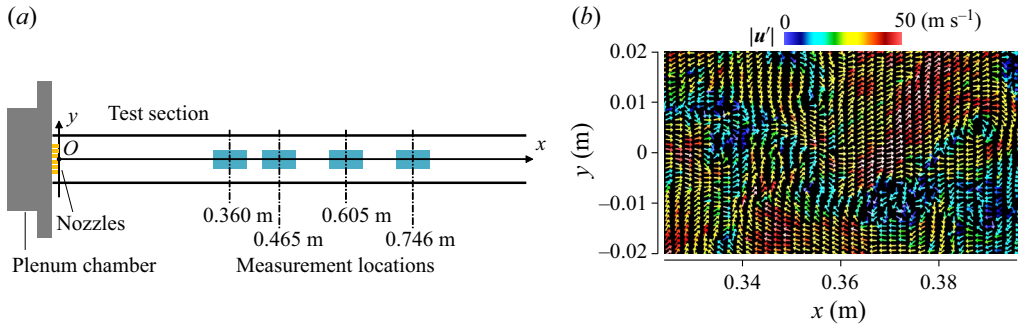 (a)
y
Test section
O
x
Nozzles
0.360 m
0.605 m
0.465 m
0.746 m
Plenum chamber
Measurement locations
(b)
0
50 (m s⁻¹)
|u′|
0.02
0.010
y (m)
0
−0.01
−0.02
0.34
0.36
0.38
x (m)